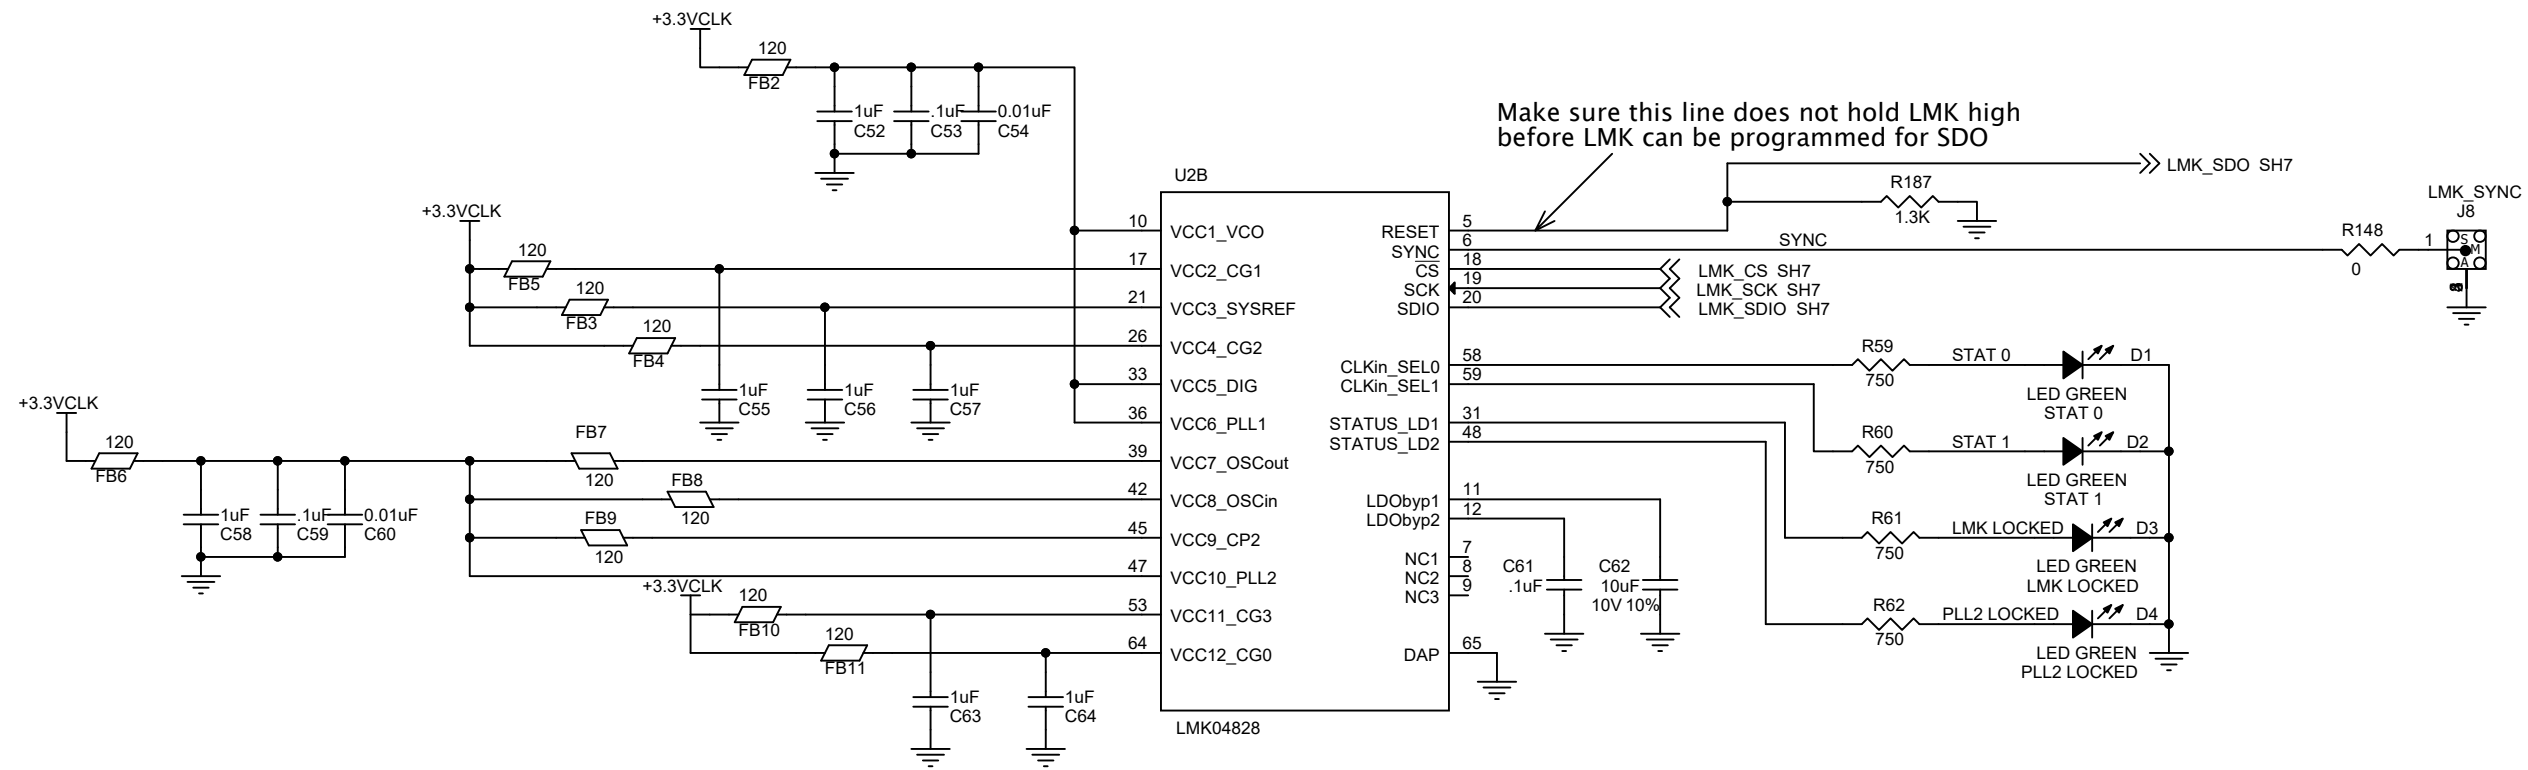 +3.3VCLK
120
FB2
1uF
C52
.1uF
C53
0.01uF
C54
Make sure this line does not hold LMK high
before LMK can be programmed for SDO
LMK_SDO SH7
R187
1.3K
LMK_SYNC
J8
R148
0
1
S
M
A
U2B
+3.3VCLK
120
FB5
120
FB3
120
FB4
1uF
C55
1uF
C56
1uF
C57
+3.3VCLK
120
FB6
1uF
C58
.1uF
C59
0.01uF
C60
FB7
120
FB8
120
FB9
120
+3.3VCLK
120
FB10
120
FB11
1uF
C63
1uF
C64
10 VCC1_VCO
17 VCC2_CG1
21 VCC3_SYSREF
26 VCC4_CG2
33 VCC5_DIG
36 VCC6_PLL1
39 VCC7_OSCout
42 VCC8_OSCin
45 VCC9_CP2
47 VCC10_PLL2
53 VCC11_CG3
64 VCC12_CG0
RESET 5
SYNC 6
SYNC
CS 18
SCK 19
SDIO 20
LMK_CS SH7
LMK_SCK SH7
LMK_SDIO SH7
CLKin_SEL0 58
CLKin_SEL1 59
STATUS_LD1 31
STATUS_LD2 48
LDObyp1 11
LDObyp2 12
NC1 7
NC2 8
NC3 9
DAP 65
LMK04828
C61
.1uF
C62
10uF
10V 10%
R59
750
STAT 0
D1
LED GREEN
STAT 0
R60
750
STAT 1
D2
LED GREEN
STAT 1
R61
750
LMK LOCKED
D3
LED GREEN
LMK LOCKED
R62
750
PLL2 LOCKED
D4
LED GREEN
PLL2 LOCKED